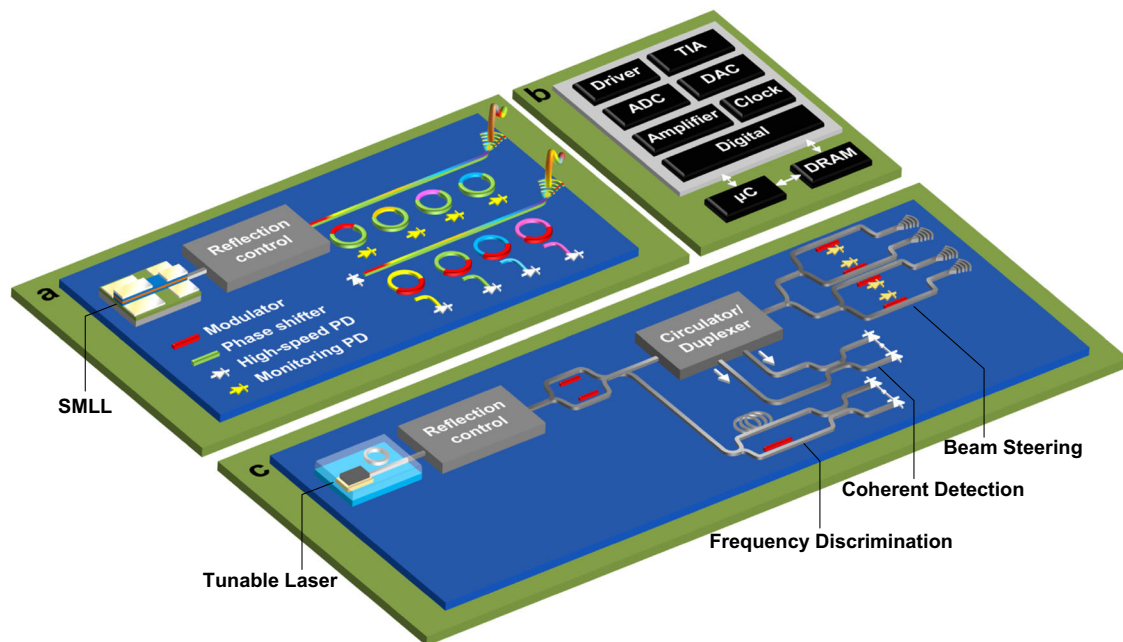 a
Reflection
control
Modulator
Phase shifter
High-speed PD
Monitoring PD
SMLL
b
TIA
Driver
DAC
ADC
Clock
Amplifier
Digital
DRAM
µC
c
Circulator/
Duplexer
Reflection
control
Beam Steering
Coherent Detection
Frequency Discrimination
Tunable Laser